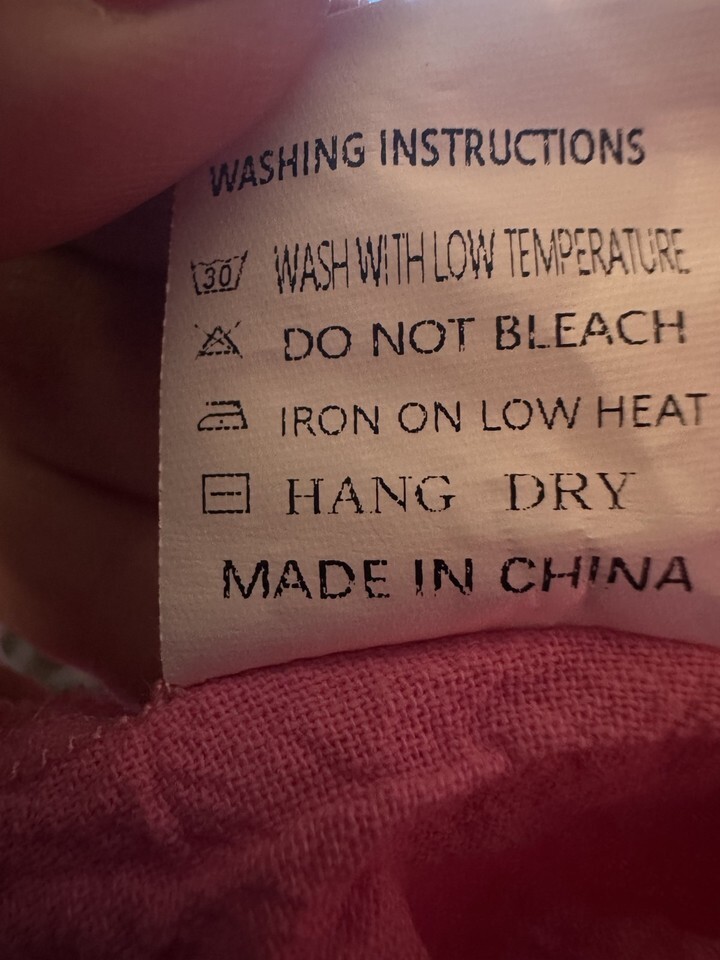 WASHING INSTRUCTIONS
30 WASH WITH LOW TEMPERATURE
DO NOT BLEACH
IRON ON LOW HEAT
HANG DRY
MADE IN CHINA